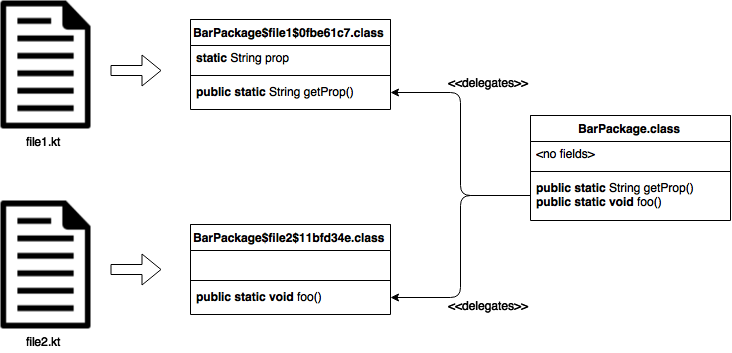 BarPackage$file1$0fbe61c7.class
static String prop
public static String getProp()
<<delegates>>
file1.kt
BarPackage.class
<no fields>
public static String getProp()
public static void foo()
BarPackage$file2$11bfd34e.class
public static void foo()
<<delegates>>
file2.kt